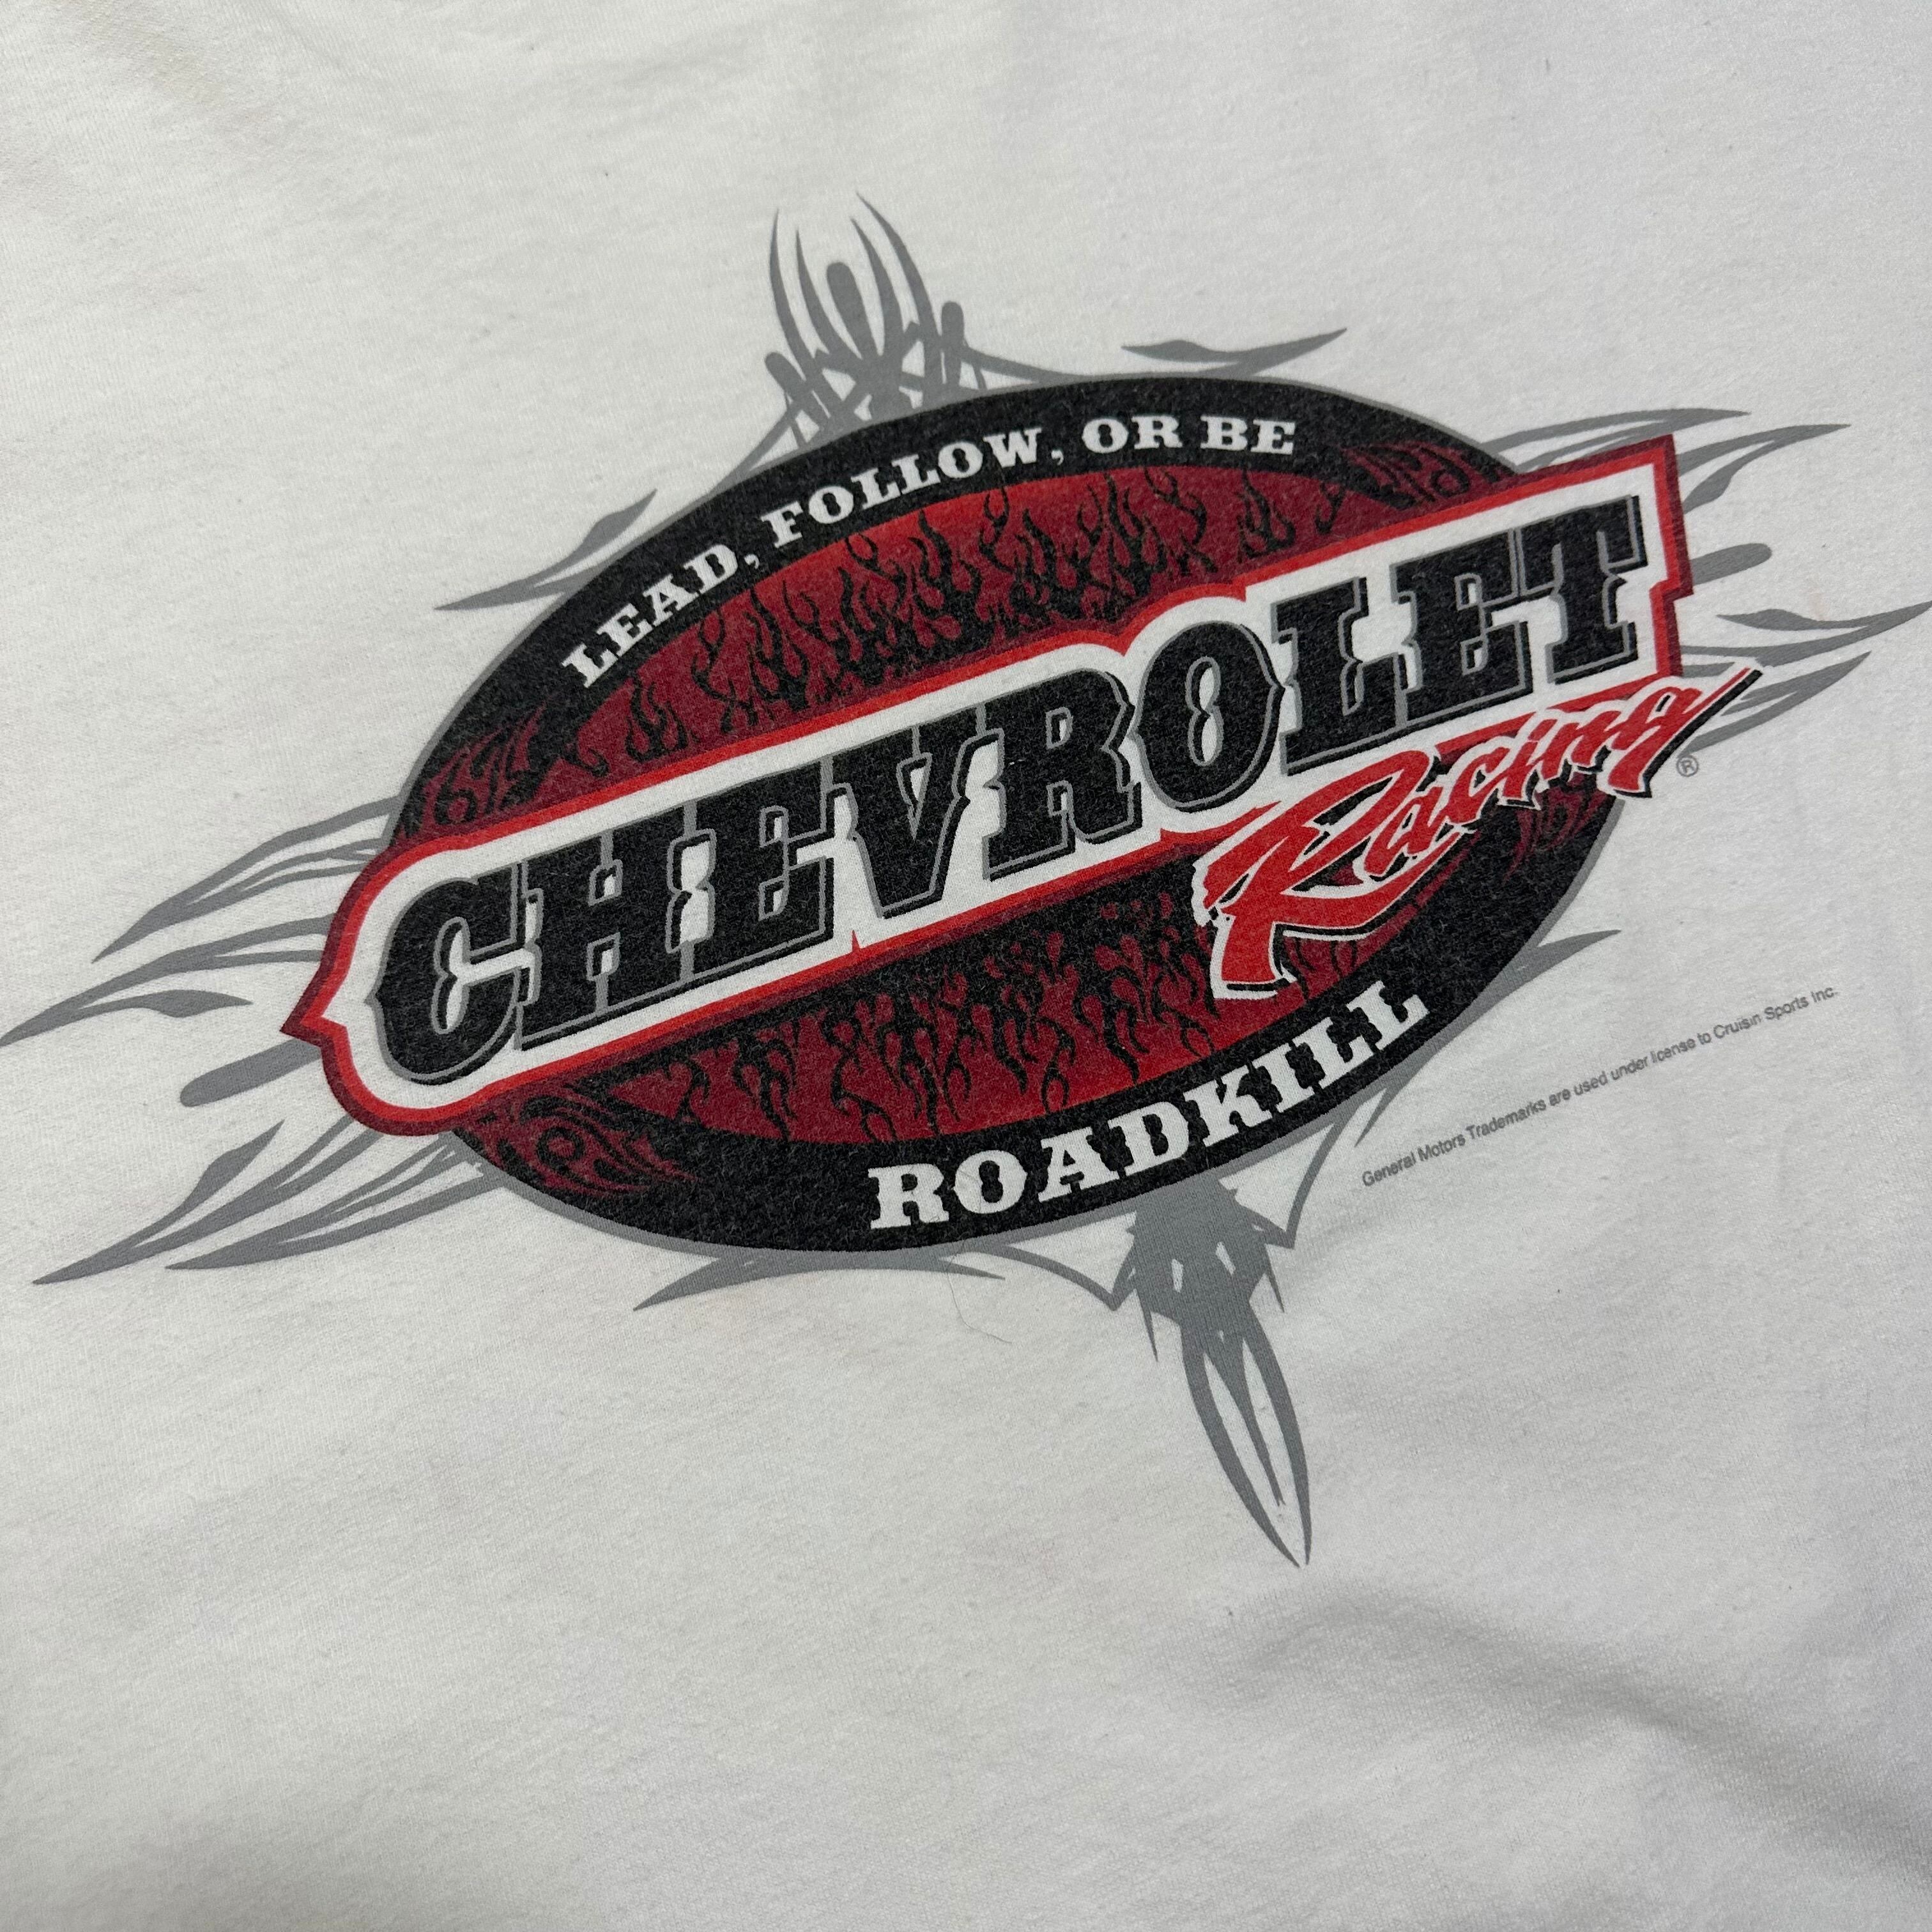 LEAD, FOLLOW, OR BE
CHEVROLET
Racing
®
ROADKILL
General Motors Trademarks are used under license to Cruisin Sports Inc.